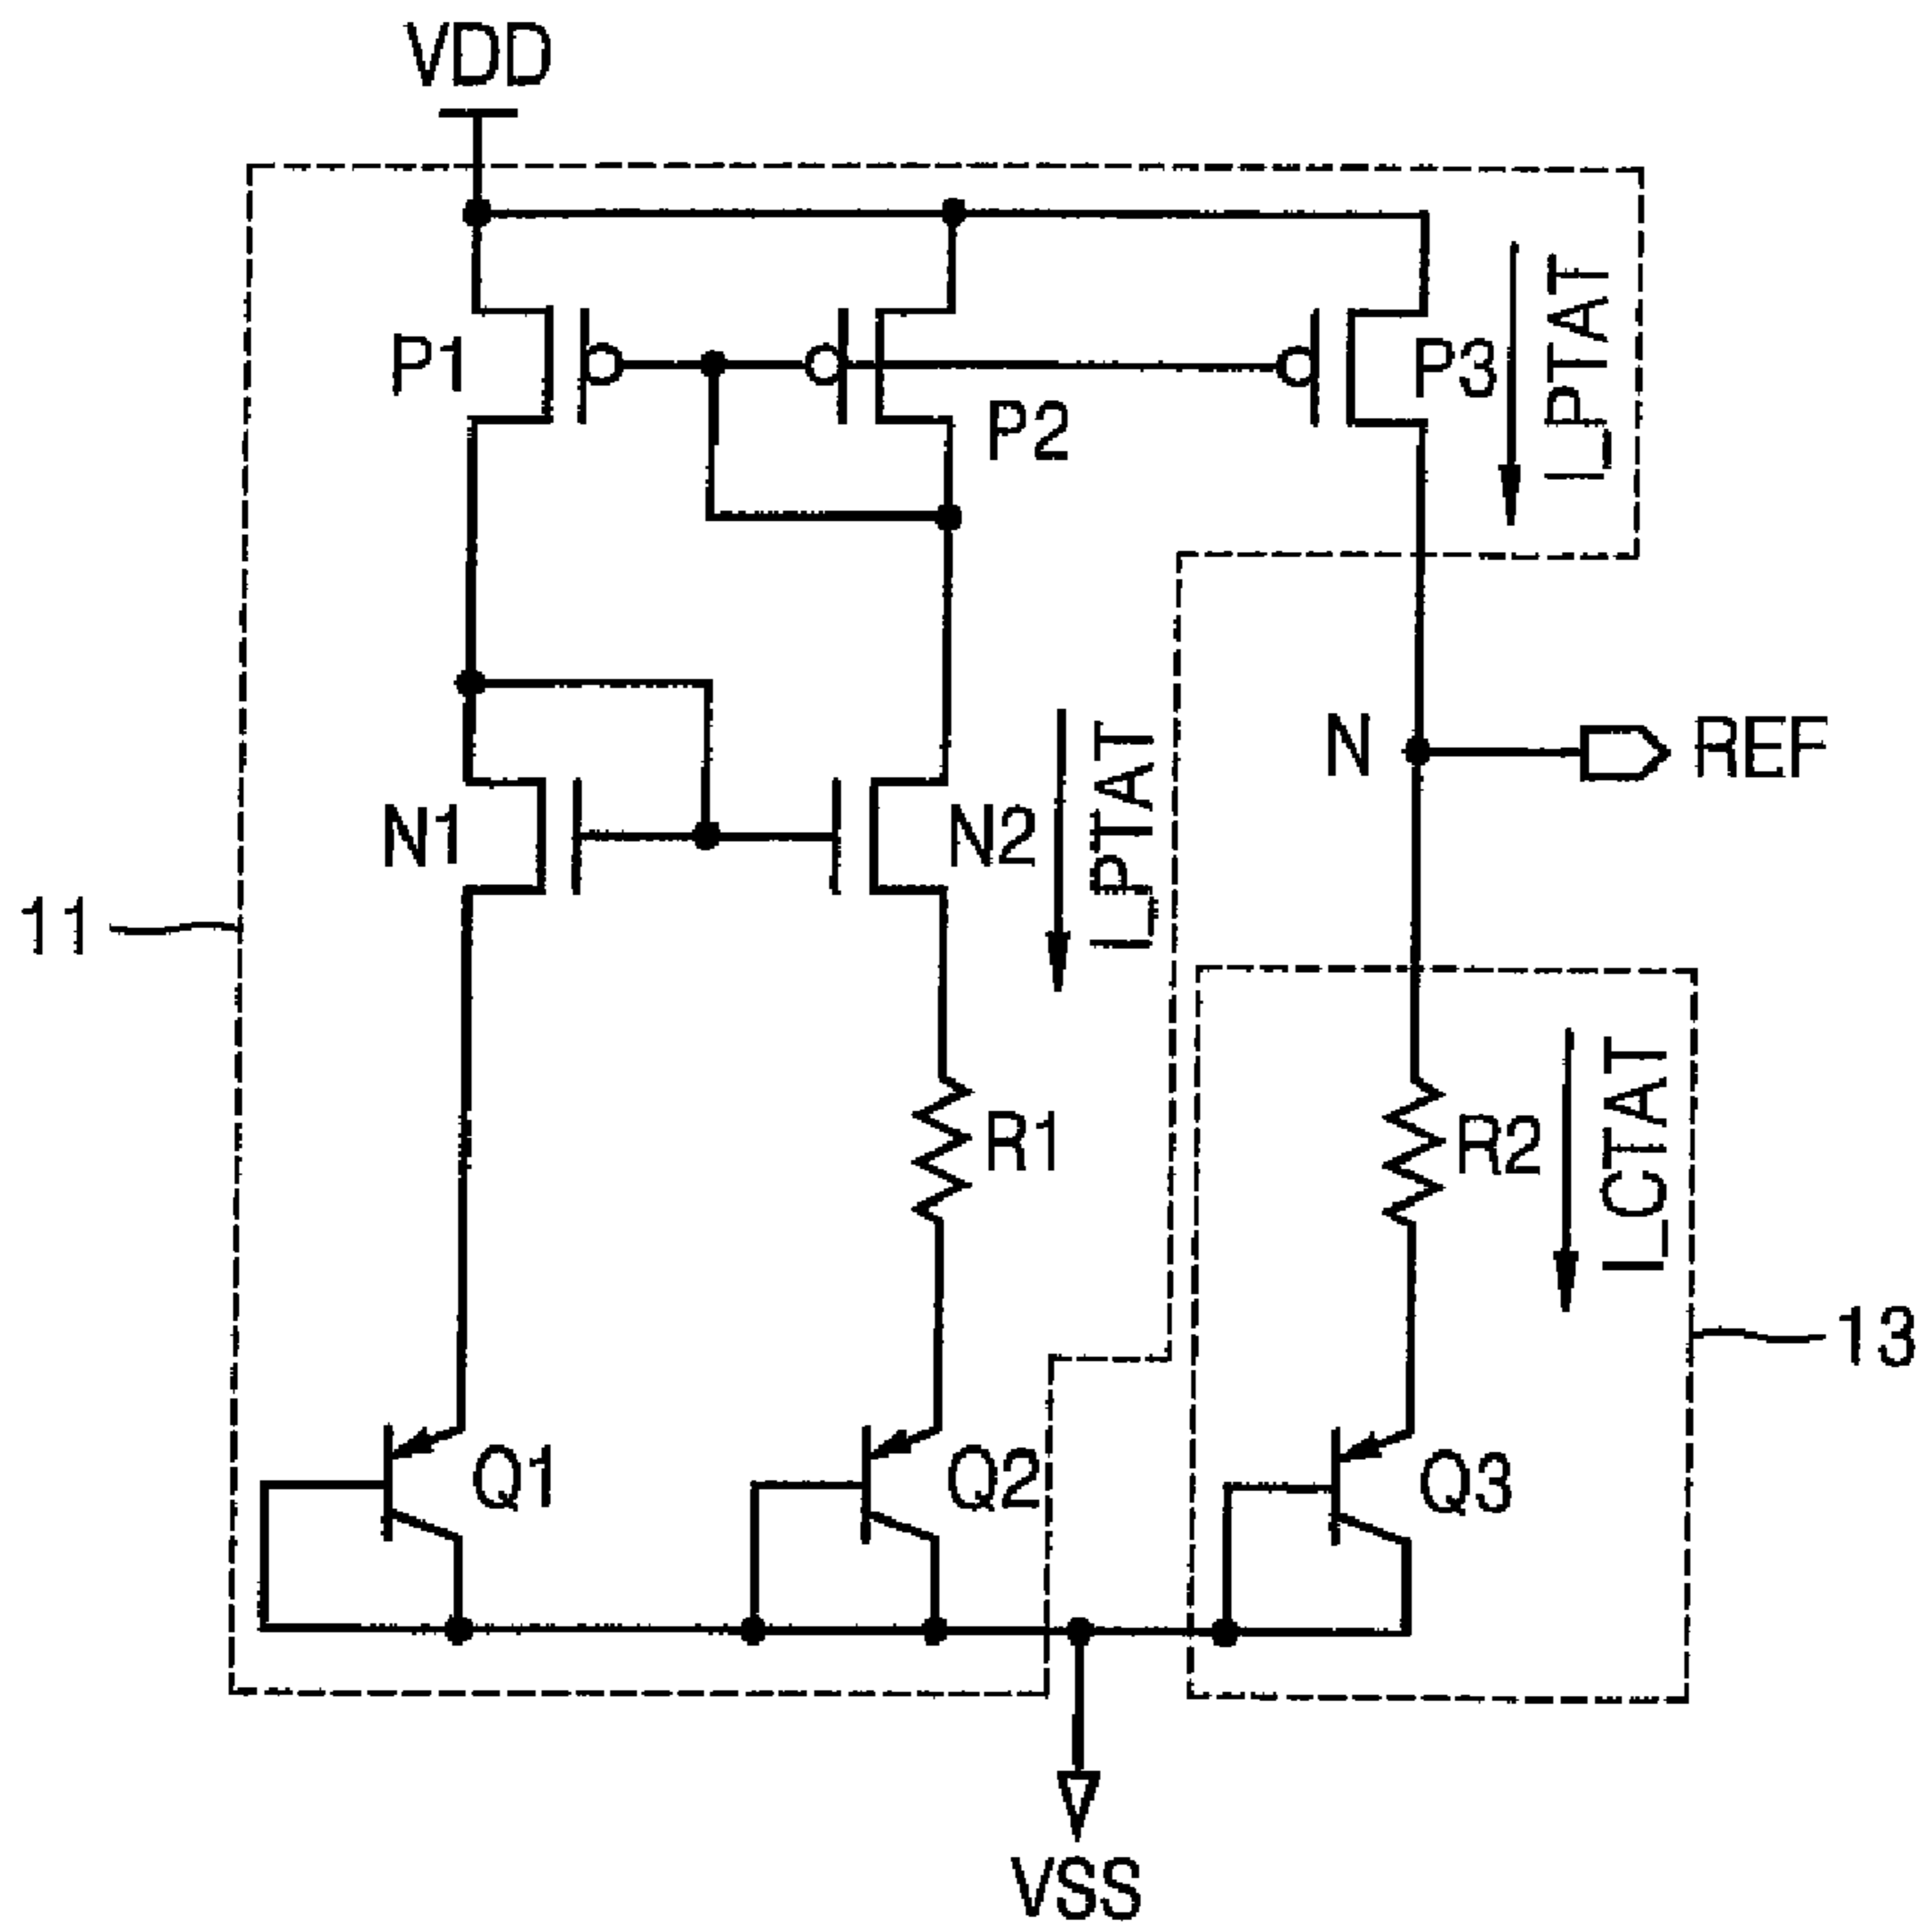 VDD
P1
P2
P3
I_PTAT
N1
N2
I_PTAT
N
REF
11
R1
R2
I_CTAT
13
Q1
Q2
Q3
VSS